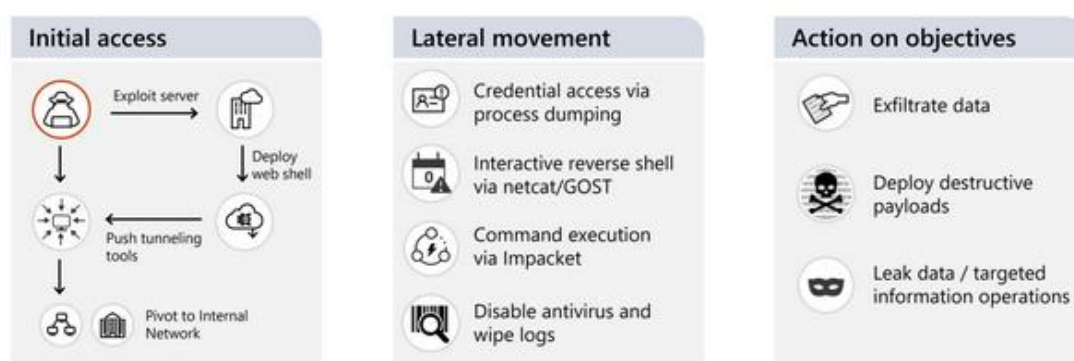 Initial access
Exploit server
Deploy
web shell
Push tunneling
tools
Pivot to Internal
Network
Lateral movement
Credential access via
process dumping
0
Interactive reverse shell
via netcat/GOST
Command execution
via Impacket
Disable antivirus and
wipe logs
Action on objectives
Exfiltrate data
Deploy destructive
payloads
Leak data / targeted
information operations